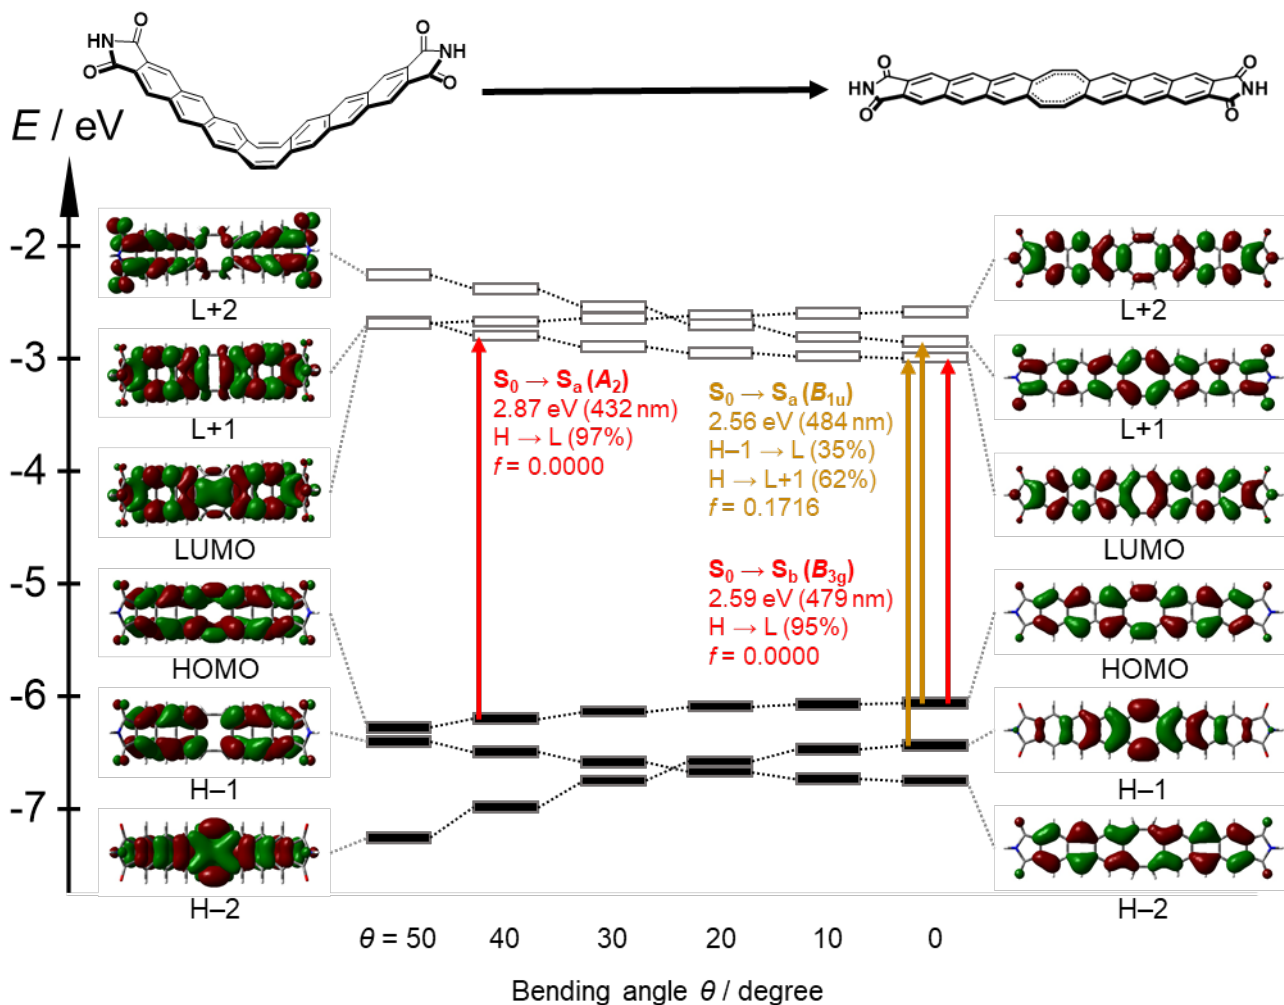 O
HN
O
O
NH
O
O
HN
O
O
NH
O
E / eV
-2
-3
-4
-5
-6
-7
L+2
L+1
LUMO
HOMO
H–1
H–2
S0 → Sa (A2)
2.87 eV (432 nm)
H → L (97%)
f = 0.0000
S0 → Sa (B1u)
2.56 eV (484 nm)
H–1 → L (35%)
H → L+1 (62%)
f = 0.1716
S0 → Sb (B3g)
2.59 eV (479 nm)
H → L (95%)
f = 0.0000
L+2
L+1
LUMO
HOMO
H–1
H–2
θ = 50 40 30 20 10 0
Bending angle θ / degree